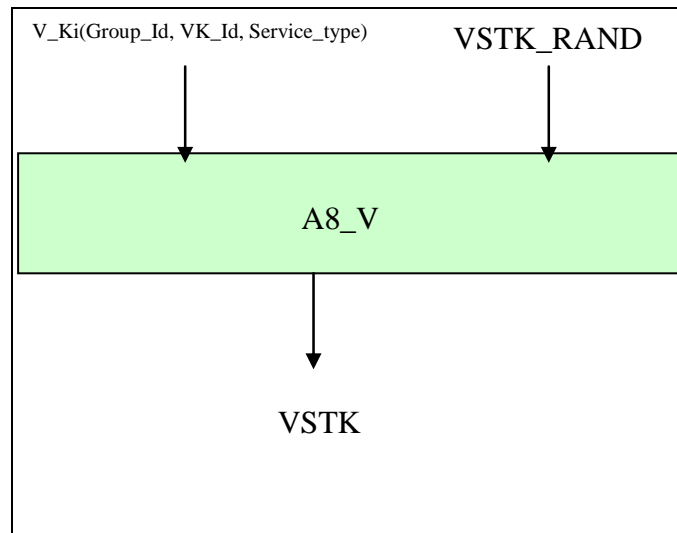 V_Ki(Group_Id, VK_Id, Service_type)
VSTK_RAND
A8_V
VSTK